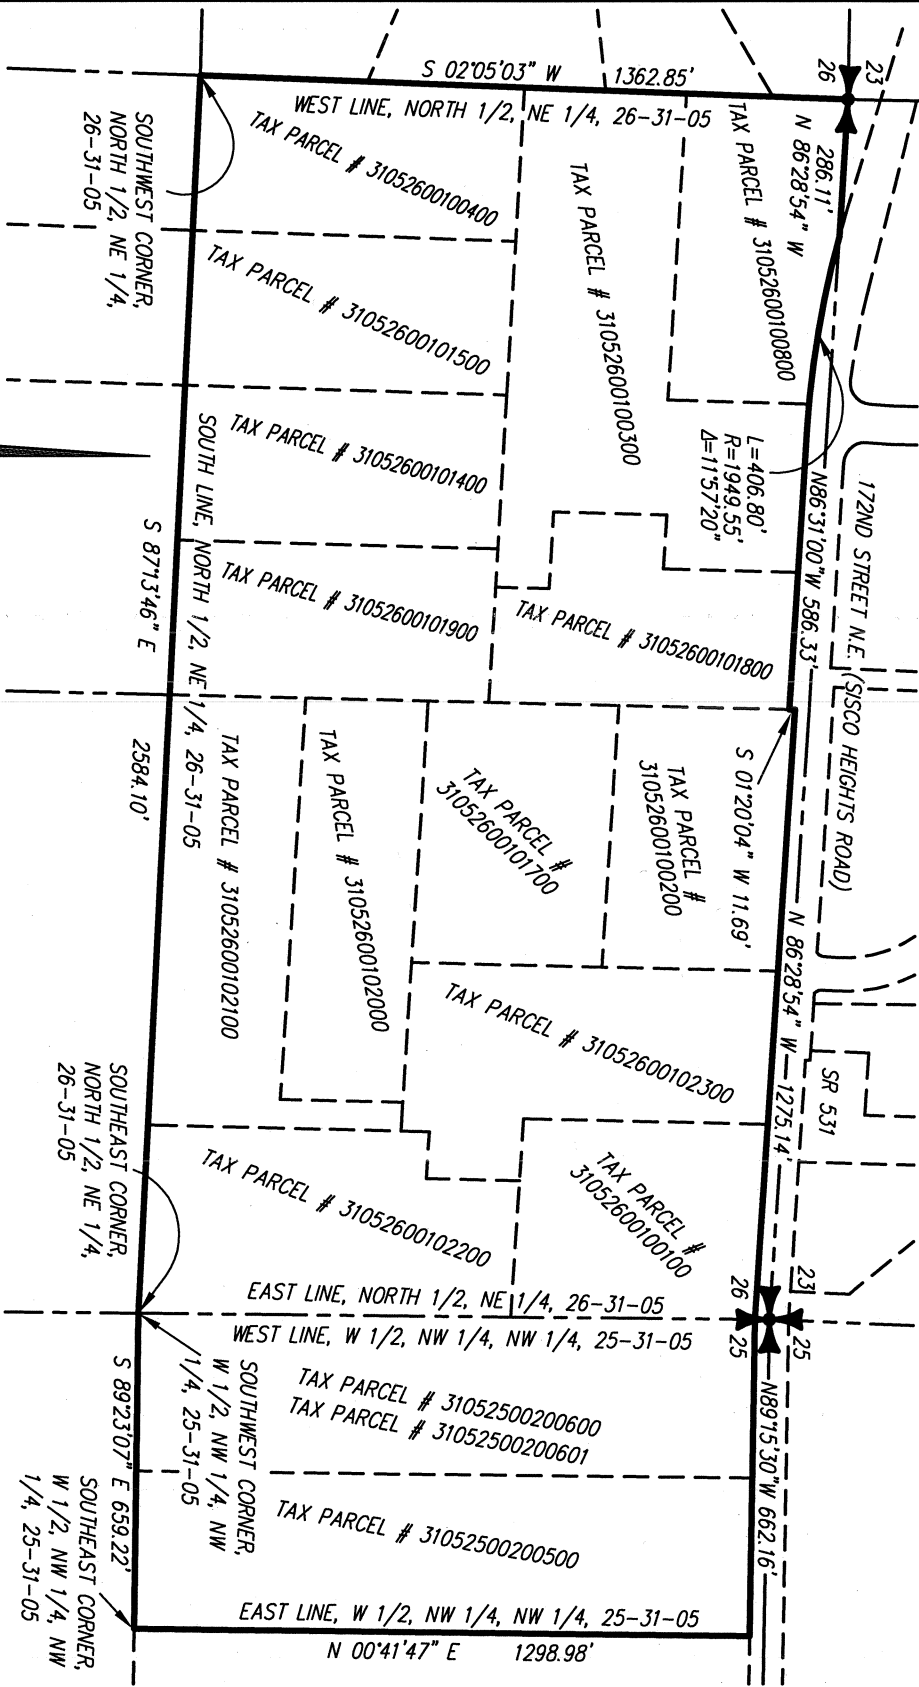 S 02°05'03" W 1362.85'
WEST LINE, NORTH 1/2, NE 1/4, 26-31-05
23
26
286.11'
N 86°28'54" W
TAX PARCEL # 31052600100800
TAX PARCEL # 31052600100300
TAX PARCEL # 31052600100400
SOUTHWEST CORNER,
NORTH 1/2, NE 1/4,
26-31-05
TAX PARCEL # 31052600101500
TAX PARCEL # 31052600101400
TAX PARCEL # 31052600101900
TAX PARCEL # 31052600101800
L=406.80'
R=1949.55'
Δ=11°57'20"
N86°31'00"W 586.33'
172ND STREET N.E. (SISCO HEIGHTS ROAD)
S 87°13'46" E 2584.10'
SOUTH LINE, NORTH 1/2, NE 1/4, 26-31-05
S 01°20'04" W 11.69'
TAX PARCEL #
31052600100200
TAX PARCEL #
31052600101700
TAX PARCEL # 31052600102000
TAX PARCEL # 31052600102100
N 86°28'54" W 1275.14'
SR 531
TAX PARCEL # 31052600102300
TAX PARCEL #
31052600100100
TAX PARCEL # 31052600102200
SOUTHEAST CORNER,
NORTH 1/2, NE 1/4,
26-31-05
23
25
26
25
EAST LINE, NORTH 1/2, NE 1/4, 26-31-05
WEST LINE, W 1/2, NW 1/4, NW 1/4, 25-31-05
N89°15'30"W 662.16'
TAX PARCEL # 31052500200600
TAX PARCEL # 31052500200601
SOUTHWEST CORNER,
W 1/2, NW 1/4, NW
1/4, 25-31-05
S 89°23'07" E 659.22'
TAX PARCEL # 31052500200500
SOUTHEAST CORNER,
W 1/2, NW 1/4, NW
1/4, 25-31-05
EAST LINE, W 1/2, NW 1/4, NW 1/4, 25-31-05
N 00°41'47" E 1298.98'